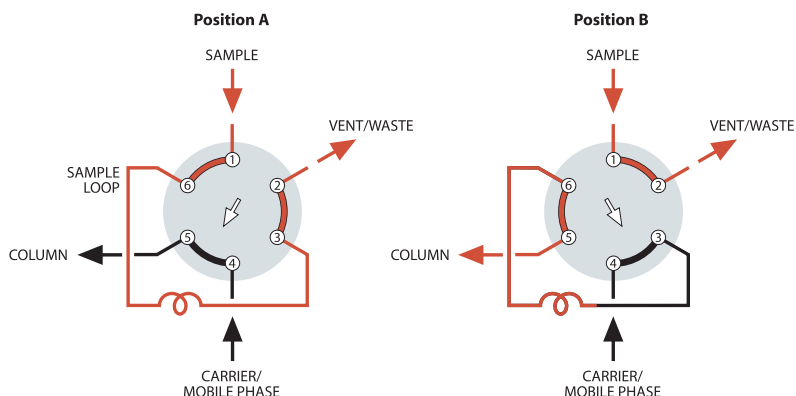 Position A
SAMPLE
VENT/WASTE
SAMPLE
LOOP
COLUMN
CARRIER/
MOBILE PHASE
1
2
3
4
5
6
Position B
SAMPLE
VENT/WASTE
COLUMN
CARRIER/
MOBILE PHASE
1
2
3
4
5
6